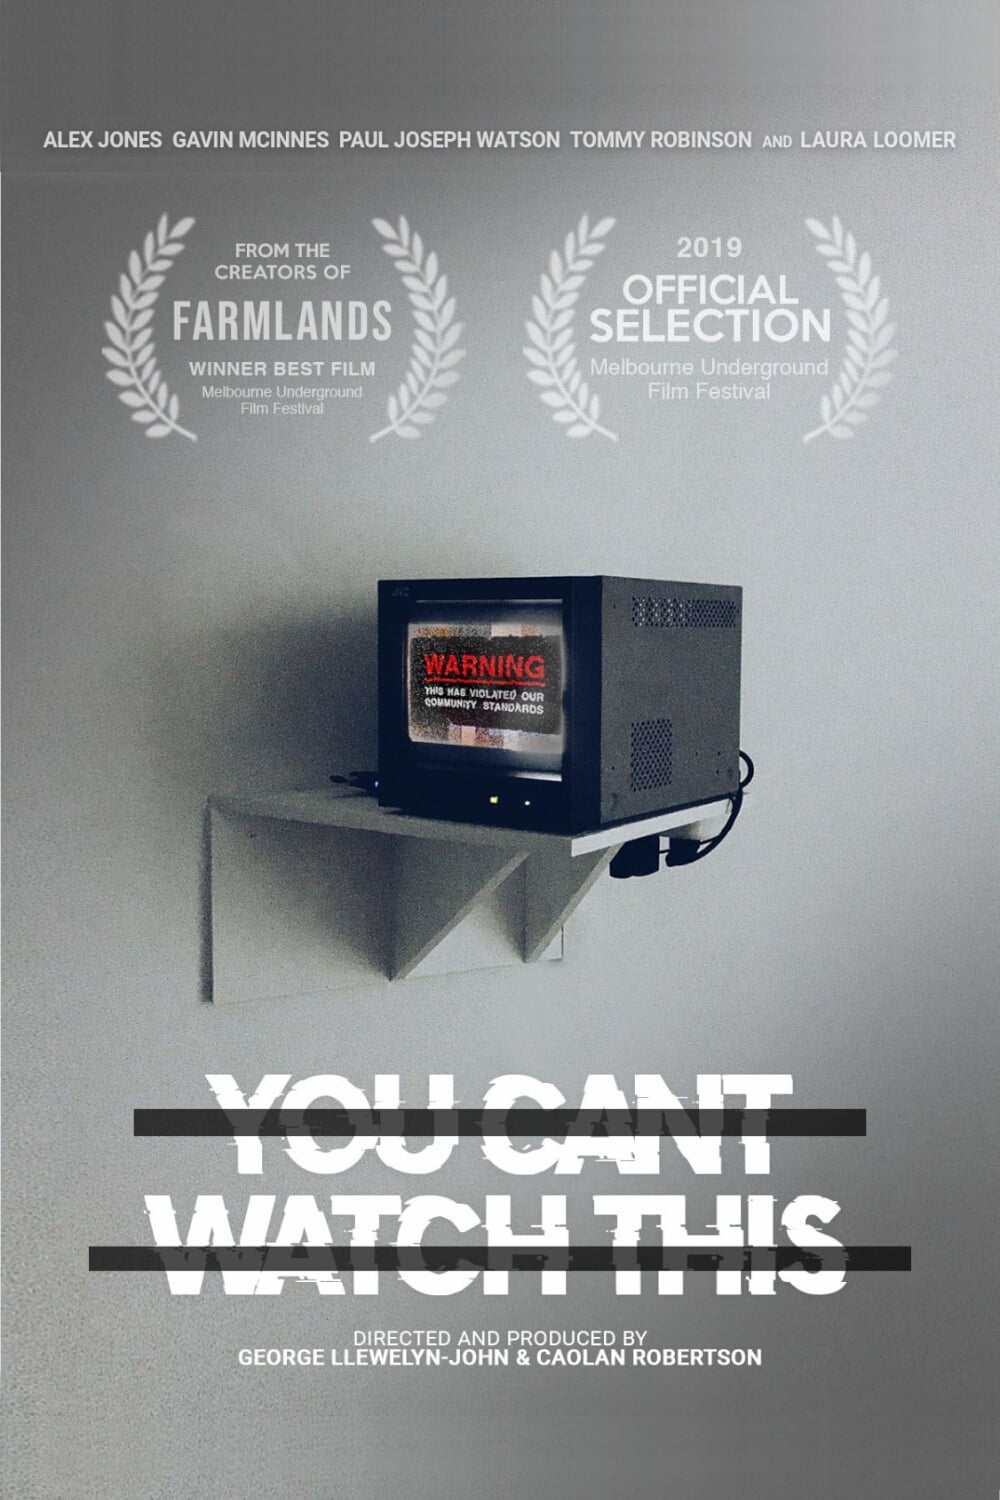 ALEX JONES GAVIN MCINNES PAUL JOSEPH WATSON TOMMY ROBINSON AND LAURA LOOMER
FROM THE
CREATORS OF
FARMLANDS
WINNER BEST FILM
Melbourne Underground
Film Festival
2019
OFFICIAL
SELECTION
Melbourne Underground
Film Festival
JVC
WARNING
THIS HAS VIOLATED OUR
COMMUNITY STANDARDS
YOU CANT
WATCH THIS
DIRECTED AND PRODUCED BY
GEORGE LLEWELYN-JOHN & CAOLAN ROBERTSON